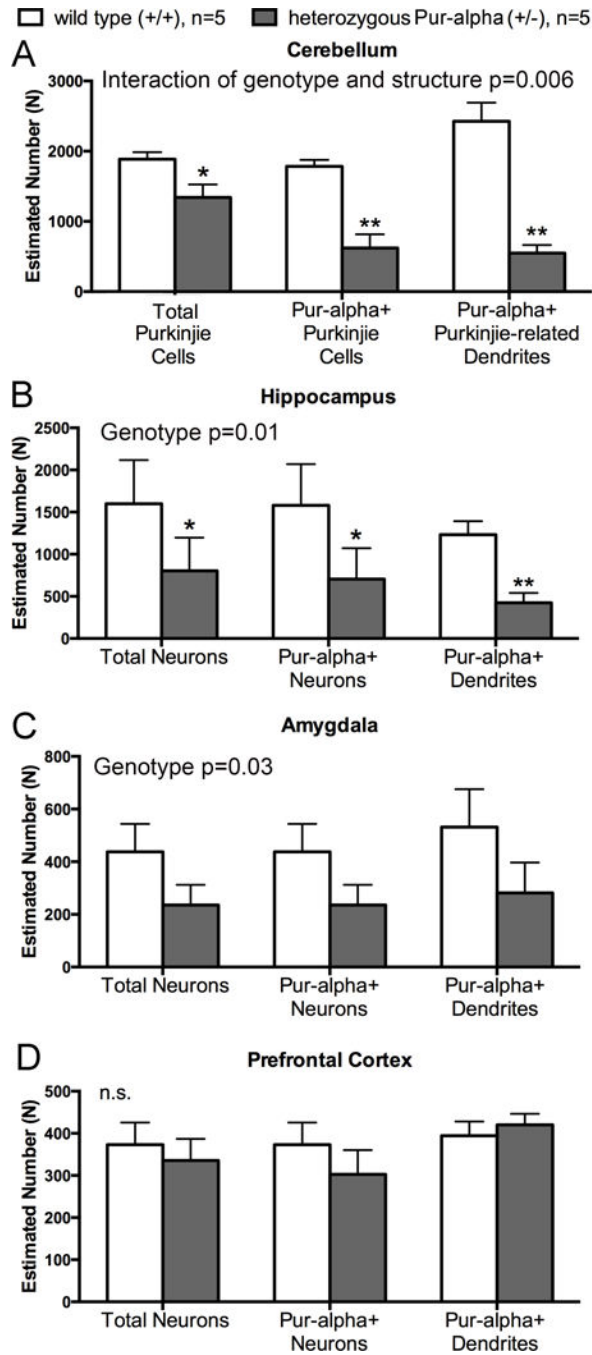 wild type (+/+), n=5 heterozygous Pur-alpha (+/-), n=5
A
Cerebellum
Interaction of genotype and structure p=0.006
Estimated Number (N)
3000
2000
1000
0
*
**
**
Total
Purkinjie
Cells
Pur-alpha+
Purkinjie
Cells
Pur-alpha+
Purkinjie-related
Dendrites
B
Hippocampus
Genotype p=0.01
Estimated Number (N)
2500
2000
1500
1000
500
0
*
*
**
Total Neurons
Pur-alpha+
Neurons
Pur-alpha+
Dendrites
C
Amygdala
Genotype p=0.03
Estimated Number (N)
800
600
400
200
0
Total Neurons
Pur-alpha+
Neurons
Pur-alpha+
Dendrites
D
Prefrontal Cortex
n.s.
Estimated Number (N)
500
400
300
200
100
0
Total Neurons
Pur-alpha+
Neurons
Pur-alpha+
Dendrites